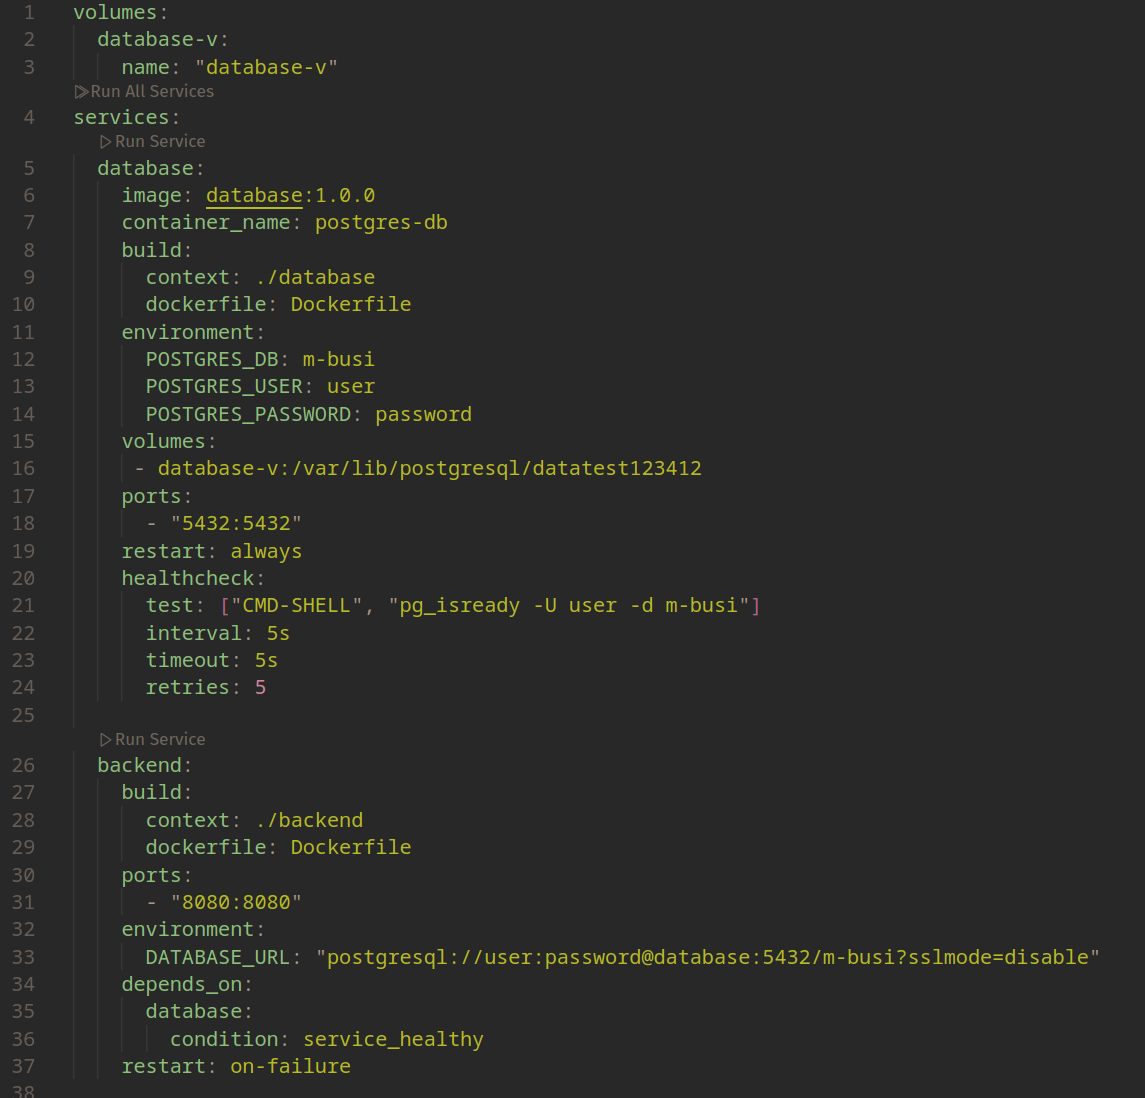 1 volumes:
2 database-v:
3 name: "database-v"
Run All Services
4 services:
Run Service
5 database:
6 image: database:1.0.0
7 container_name: postgres-db
8 build:
9 context: ./database
10 dockerfile: Dockerfile
11 environment:
12 POSTGRES_DB: m-busi
13 POSTGRES_USER: user
14 POSTGRES_PASSWORD: password
15 volumes:
16 - database-v:/var/lib/postgresql/datatest123412
17 ports:
18 - "5432:5432"
19 restart: always
20 healthcheck:
21 test: ["CMD-SHELL", "pg_isready -U user -d m-busi"]
22 interval: 5s
23 timeout: 5s
24 retries: 5
25
Run Service
26 backend:
27 build:
28 context: ./backend
29 dockerfile: Dockerfile
30 ports:
31 - "8080:8080"
32 environment:
33 DATABASE_URL: "postgresql://user:password@database:5432/m-busi?sslmode=disable"
34 depends_on:
35 database:
36 condition: service_healthy
37 restart: on-failure
38